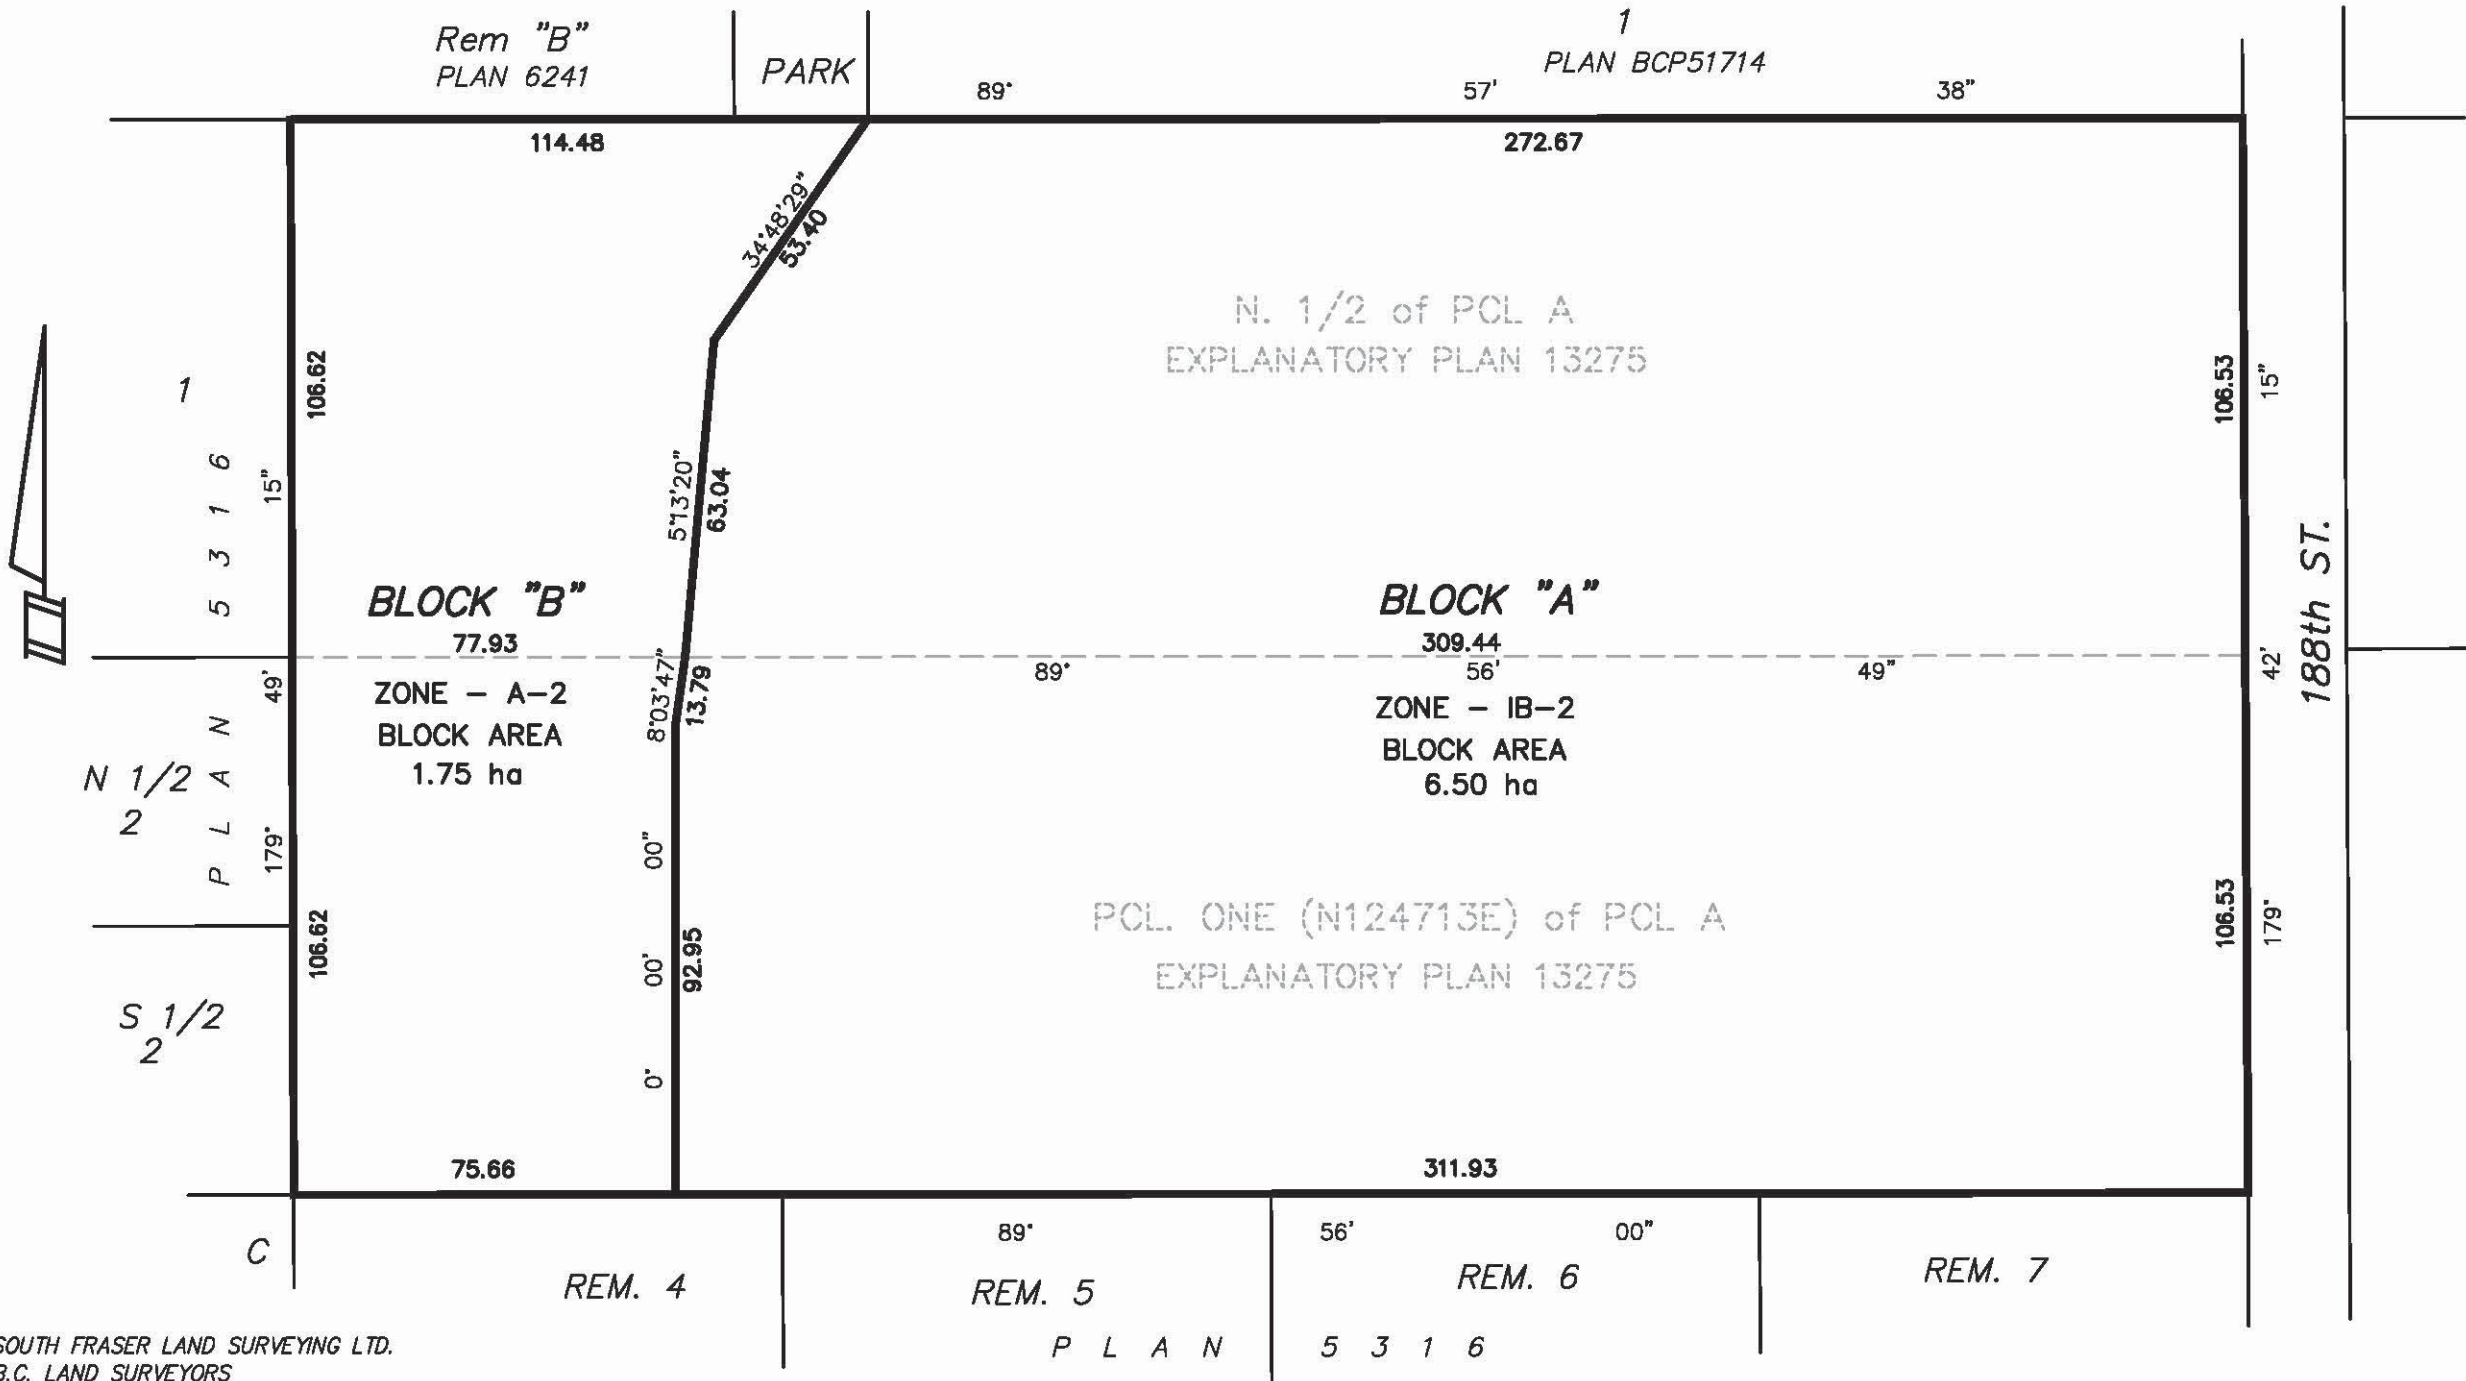 Rem "B"
PLAN 6241
PARK
1
PLAN BCP51714
89° 57' 38"
114.48
272.67
34°48'29"
53.40
N. 1/2 of PCL A
EXPLANATORY PLAN 13275
1
106.62
106.53
15"
15"
5°13'20"
63.04
PLAN 5316
BLOCK "B"
77.93
ZONE - A-2
BLOCK AREA
1.75 ha
BLOCK "A"
309.44
89° 56' 49"
ZONE - IB-2
BLOCK AREA
6.50 ha
188th ST.
49'
42'
8°03'47"
13.79
N 1/2
2
179°
179°
S 1/2
2
106.62
0° 00' 00"
92.95
PCL. ONE (N124713E) of PCL A
EXPLANATORY PLAN 13275
106.53
75.66
311.93
89° 56' 00"
C
REM. 4
REM. 5
REM. 6
REM. 7
PLAN 5316
SOUTH FRASER LAND SURVEYING LTD.
B.C. LAND SURVEYORS